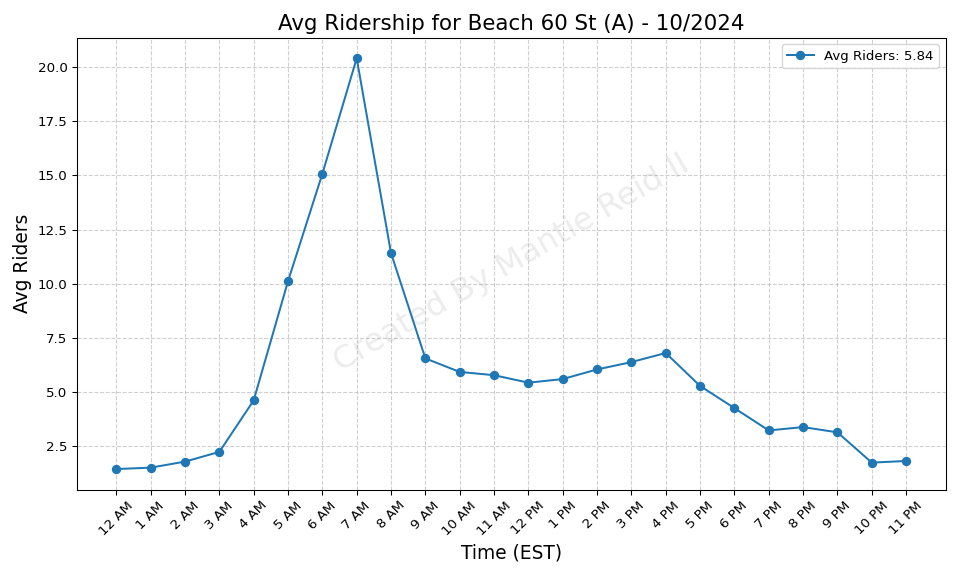 Avg Ridership for Beach 60 St (A) - 10/2024
Avg Riders: 5.84
20.0
17.5
15.0
12.5
10.0
7.5
5.0
2.5
Avg Riders
Created By Mantie Reid II
12 AM
1 AM
2 AM
3 AM
4 AM
5 AM
6 AM
7 AM
8 AM
9 AM
10 AM
11 AM
12 PM
1 PM
2 PM
3 PM
4 PM
5 PM
6 PM
7 PM
8 PM
9 PM
10 PM
11 PM
Time (EST)